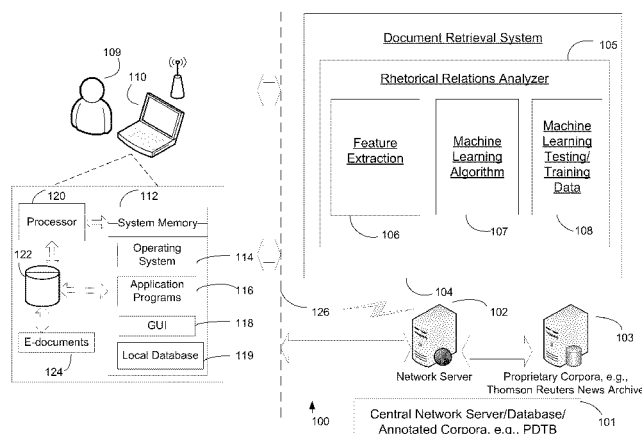 109
110
120
112
Processor
System Memory
Operating
System
114
122
Application
Programs
116
GUI
118
E-documents
124
Local Database
119
Document Retrieval System
105
Rhetorical Relations Analyzer
Feature
Extraction
106
Machine
Learning
Algorithm
107
Machine
Learning
Testing/
Training
Data
108
104
126
102
103
Network Server
Proprietary Corpora, e.g.,
Thomson Reuters News Archive
100
101
Central Network Server/Database/
Annotated Corpora, e.g., PDTB